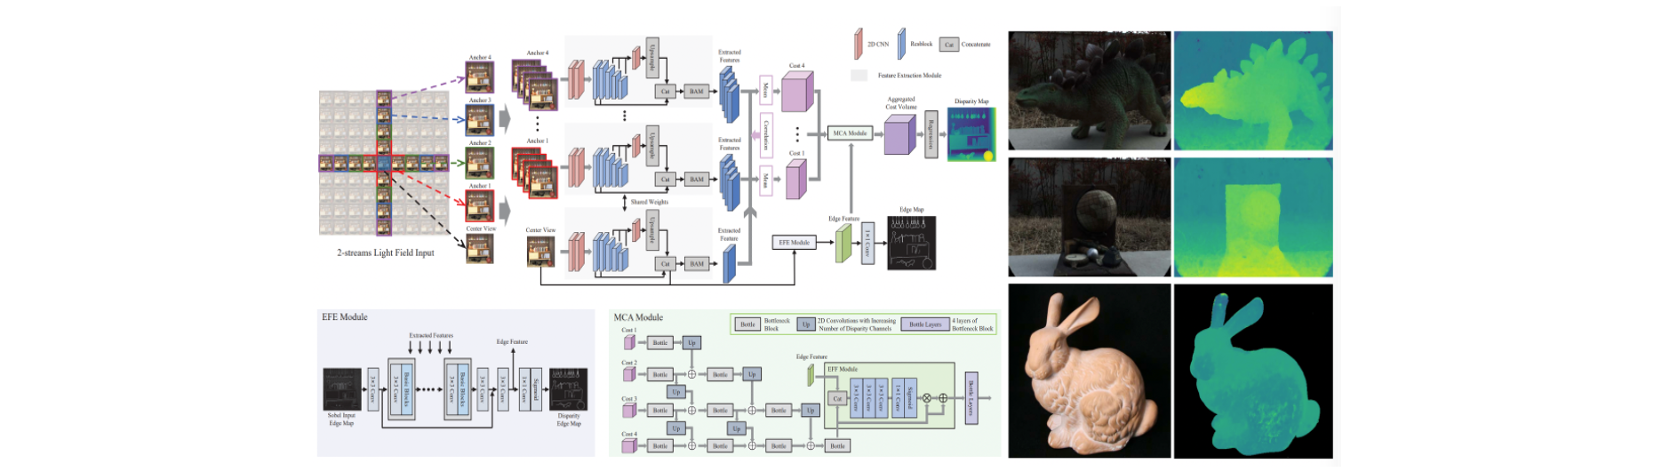 Anchor 4
Anchor 3
Anchor 2
Anchor 1
Center View
2-streams Light Field Input
Anchor 4
Anchor 1
Center View
Upsample
Cat
BAM
Extracted
Features
Upsample
Cat
BAM
Extracted
Features
Shared Weights
Upsample
Cat
BAM
Extracted
Feature
Mean
Correlation
Mean
Cost 4
Cost 1
2D CNN
Resblock
Cat
Concatenate
Feature Extraction Module
MCA Module
Aggregated
Cost Volume
Regression
Disparity Map
EFE Module
Edge Feature
1×1 Conv
Edge Map
EFE Module
Extracted Features
Edge Feature
Sobel Input
Edge Map
3×3 Conv
3×3 Conv
Basic Blocks
3×3 Conv
Basic Blocks
3×3 Conv
3×3 Conv
Sigmoid
Disparity
Edge Map
MCA Module
Bottle
Bottleneck
Block
Up
2D Convolutions with Increasing
Number of Disparity Channels
Bottle Layers
4 layers of
Bottleneck Block
Cost 1
Bottle
Up
Cost 2
Bottle
Bottle
Up
Up
Cost 3
Bottle
Bottle
Bottle
Up
Up
Up
Cost 4
Bottle
Bottle
Bottle
Bottle
Edge Feature
EFF Module
Cat
3×3 Conv
3×3 Conv
1×1 Conv
Sigmoid
Bottle Layers